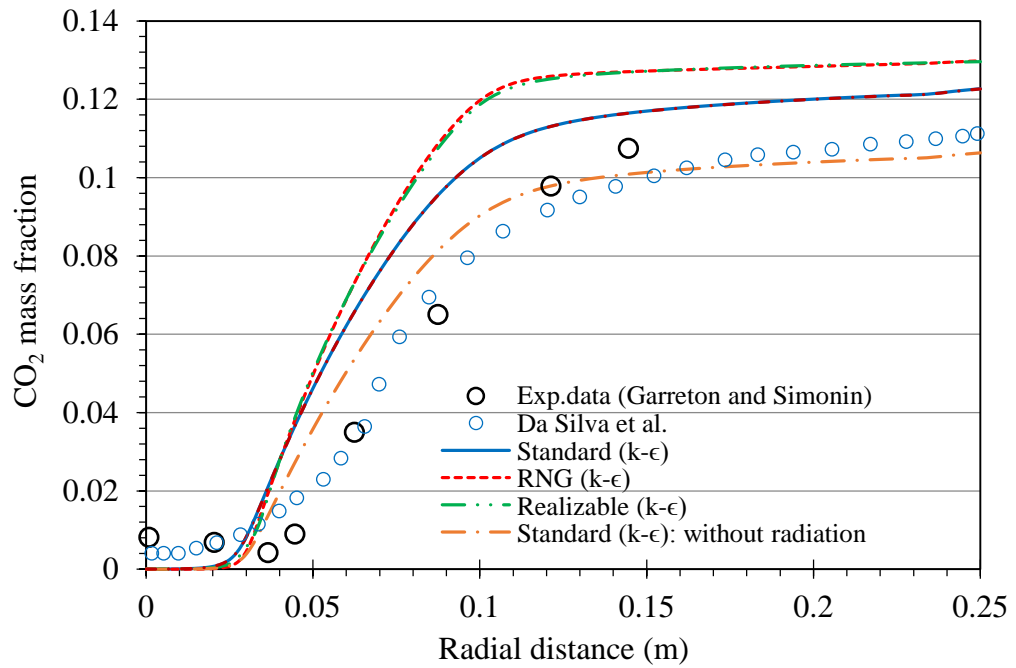 0.14
0.12
0.1
0.08
0.06
0.04
0.02
0
CO₂ mass fraction
Exp.data (Garreton and Simonin)
Da Silva et al.
Standard (k-ϵ)
RNG (k-ϵ)
Realizable (k-ϵ)
Standard (k-ϵ): without radiation
0 0.05 0.1 0.15 0.2 0.25
Radial distance (m)